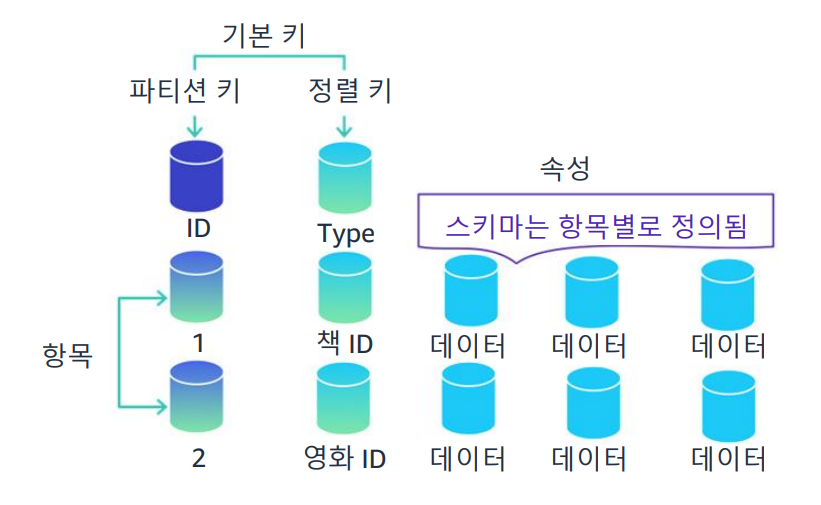 기본 키
파티션 키 정렬 키
속성
ID Type
스키마는 항목별로 정의됨
항목
1 책 ID 데이터 데이터 데이터
2 영화 ID 데이터 데이터 데이터